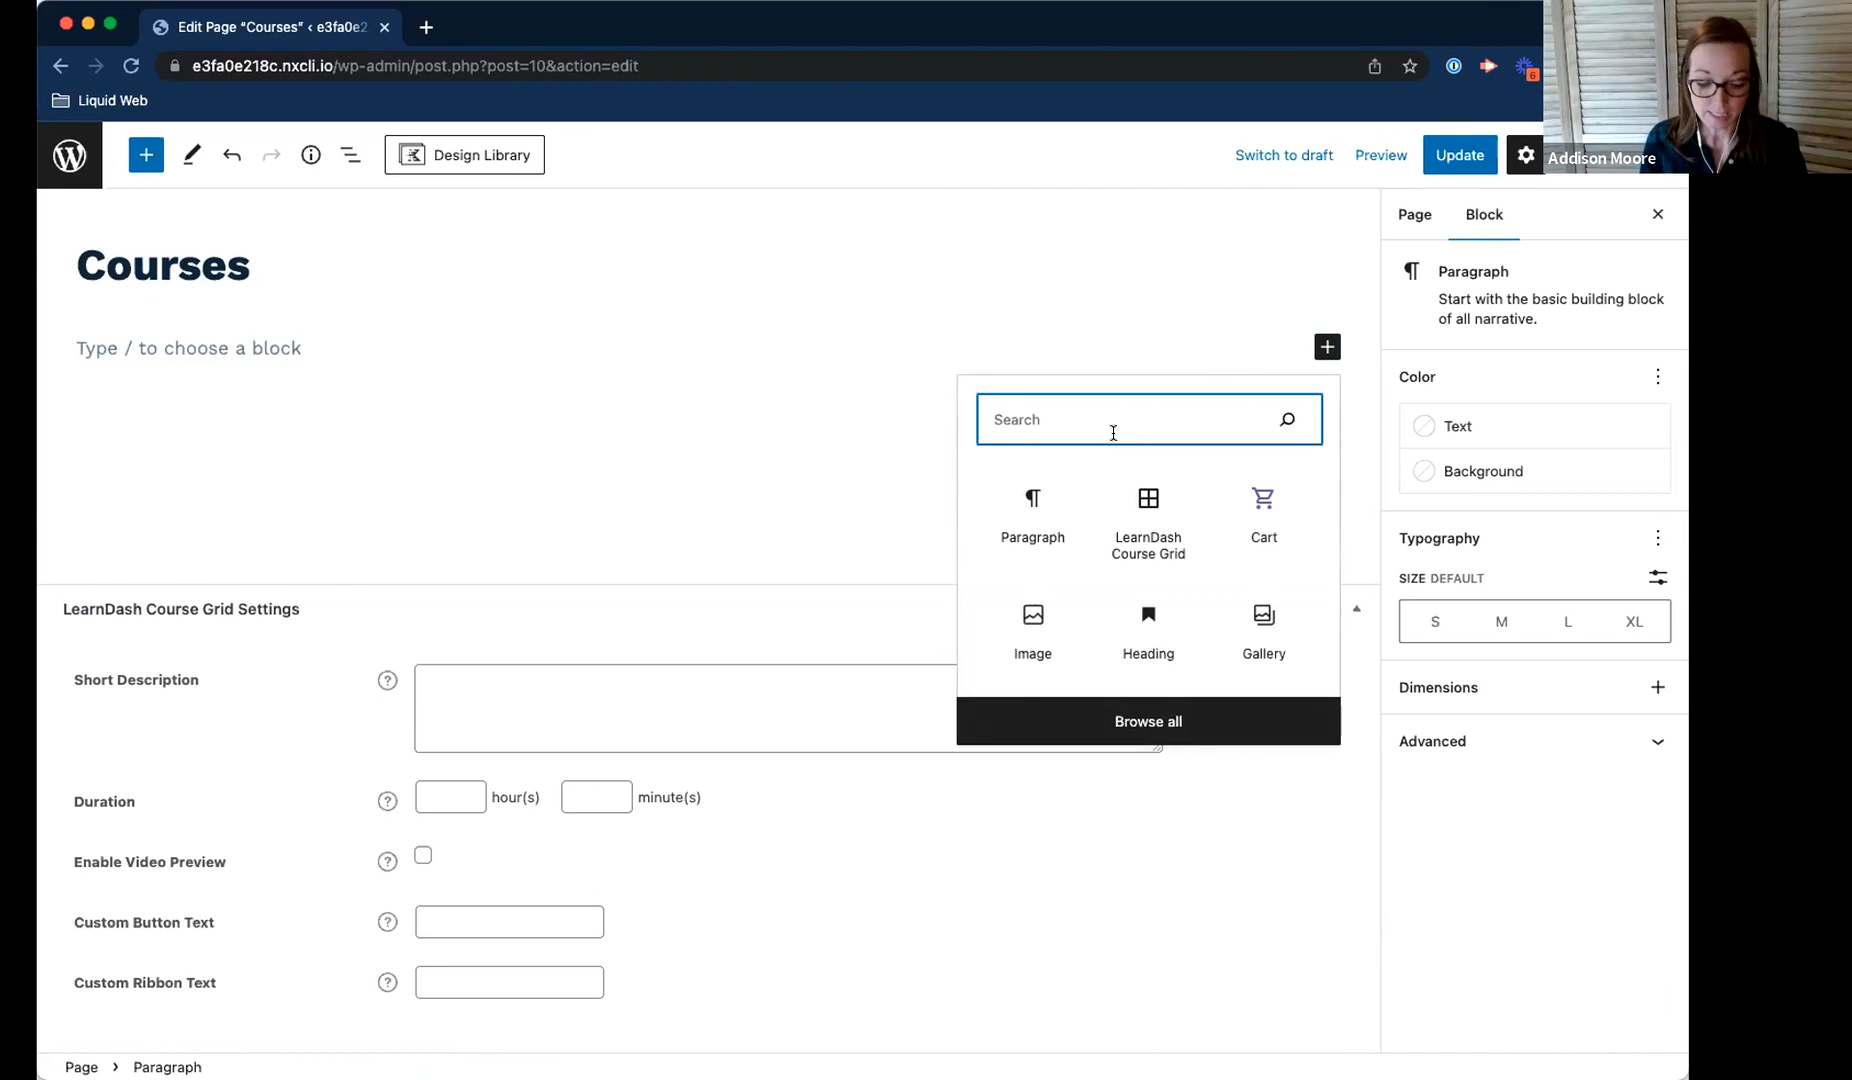 Edit Page “Courses” ‹ e3fa0e2
e3fa0e218c.nxcli.io/wp-admin/post.php?post=10&action=edit
6
Liquid Web
Design Library
Switch to draft
Preview
Update
Addison Moore
Courses
Type / to choose a block
Search
Paragraph
LearnDash
Course Grid
Cart
Image
Heading
Gallery
Browse all
Page
Block
Paragraph
Start with the basic building block
of all narrative.
Color
Text
Background
Typography
SIZE DEFAULT
S M L XL
Dimensions
Advanced
LearnDash Course Grid Settings
Short Description
Duration
hour(s)
minute(s)
Enable Video Preview
Custom Button Text
Custom Ribbon Text
Page › Paragraph